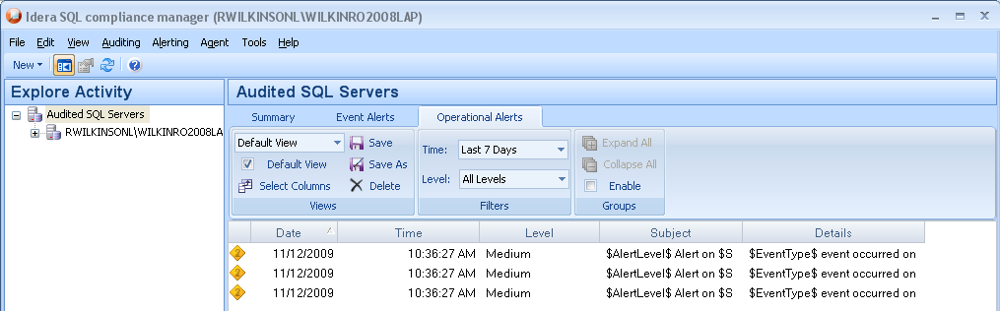 Idera SQL compliance manager (RWILKINSONL\WILKINRO2008LAP)
File Edit View Auditing Alerting Agent Tools Help
New
Explore Activity
Audited SQL Servers
RWILKINSONL\WILKINRO2008LA
Audited SQL Servers
Summary Event Alerts Operational Alerts
Default View Save
Default View Save As
Select Columns Delete
Views
Time: Last 7 Days
Level: All Levels
Filters
Expand All
Collapse All
Enable
Groups
Date Time Level Subject Details
2 11/12/2009 10:36:27 AM Medium $AlertLevel$ Alert on $S $EventType$ event occurred on
2 11/12/2009 10:36:27 AM Medium $AlertLevel$ Alert on $S $EventType$ event occurred on
2 11/12/2009 10:36:27 AM Medium $AlertLevel$ Alert on $S $EventType$ event occurred on